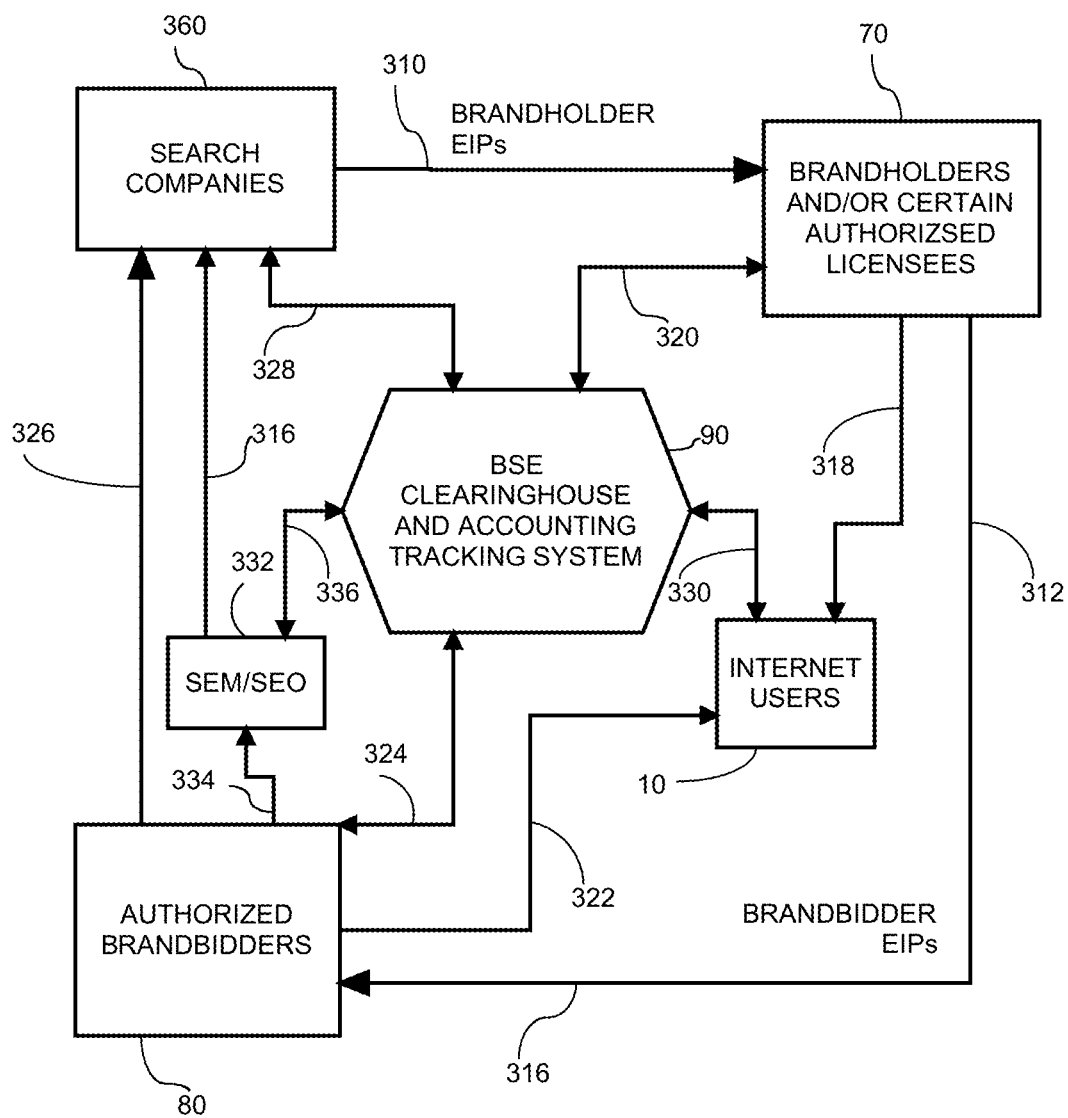 360
70
310
BRANDHOLDER
EIPs
SEARCH
COMPANIES
BRANDHOLDERS
AND/OR CERTAIN
AUTHORIZSED
LICENSEES
320
328
326
316
90
318
BSE
CLEARINGHOUSE
AND ACCOUNTING
TRACKING SYSTEM
332
336
330
312
SEM/SEO
INTERNET
USERS
334
324
10
322
AUTHORIZED
BRANDBIDDERS
BRANDBIDDER
EIPs
316
80